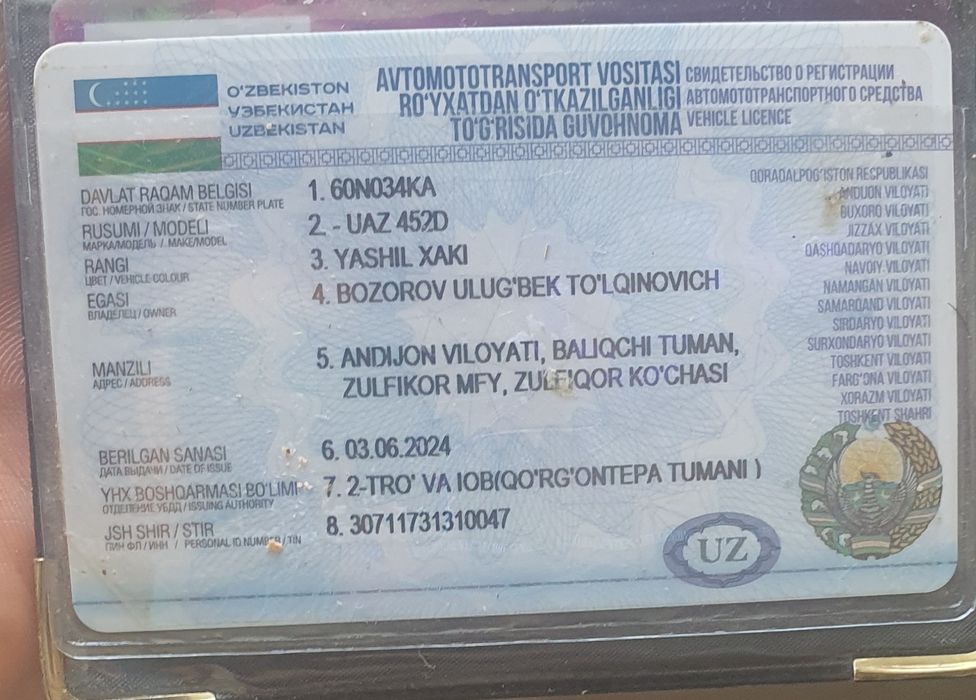 O'ZBEKISTON
УЗБЕКИСТАН
UZBEKISTAN
AVTOMOTOTRANSPORT VOSITASI
RO'YXATDAN O'TKAZILGANLIGI
TO'G'RISIDA GUVOHNOMA
СВИДЕТЕЛЬСТВО О РЕГИСТРАЦИИ
АВТОМОТОТРАНСПОРТНОГО СРЕДСТВА
VEHICLE LICENCE
DAVLAT RAQAM BELGISI
ГОС. НОМЕРНОЙ ЗНАК / STATE NUMBER PLATE
1. 60N034KA
RUSUMI / MODELI
МАРКА/МОДЕЛЬ / MAKE/MODEL
2. - UAZ 452D
RANGI
ЦВЕТ / VEHICLE COLOUR
3. YASHIL XAKI
EGASI
ВЛАДЕЛЕЦ / OWNER
4. BOZOROV ULUG'BEK TO'LQINOVICH
MANZILI
АДРЕС / ADDRESS
5. ANDIJON VILOYATI, BALIQCHI TUMAN,
ZULFIKOR MFY, ZULFIQOR KO'CHASI
BERILGAN SANASI
ДАТА ВЫДАЧИ / DATE OF ISSUE
6. 03.06.2024
YHX BOSHQARMASI BO'LIMI
ОТДЕЛЕНИЕ УБДД / ISSUING AUTHORITY
7. 2-TRO' VA IOB(QO'RG'ONTEPA TUMANI )
JSH SHIR / STIR
ПИН ФЛ / ИНН / PERSONAL ID NUMBER / TIN
8. 30711731310047
QORAQALPOG'ISTON RESPUBLIKASI
ANDIJON VILOYATI
BUXORO VILOYATI
JIZZAX VILOYATI
QASHQADARYO VILOYATI
NAVOIY VILOYATI
NAMANGAN VILOYATI
SAMARQAND VILOYATI
SIRDARYO VILOYATI
SURXONDARYO VILOYATI
TOSHKENT VILOYATI
FARG'ONA VILOYATI
XORAZM VILOYATI
TOSHKENT SHAHRI
UZ